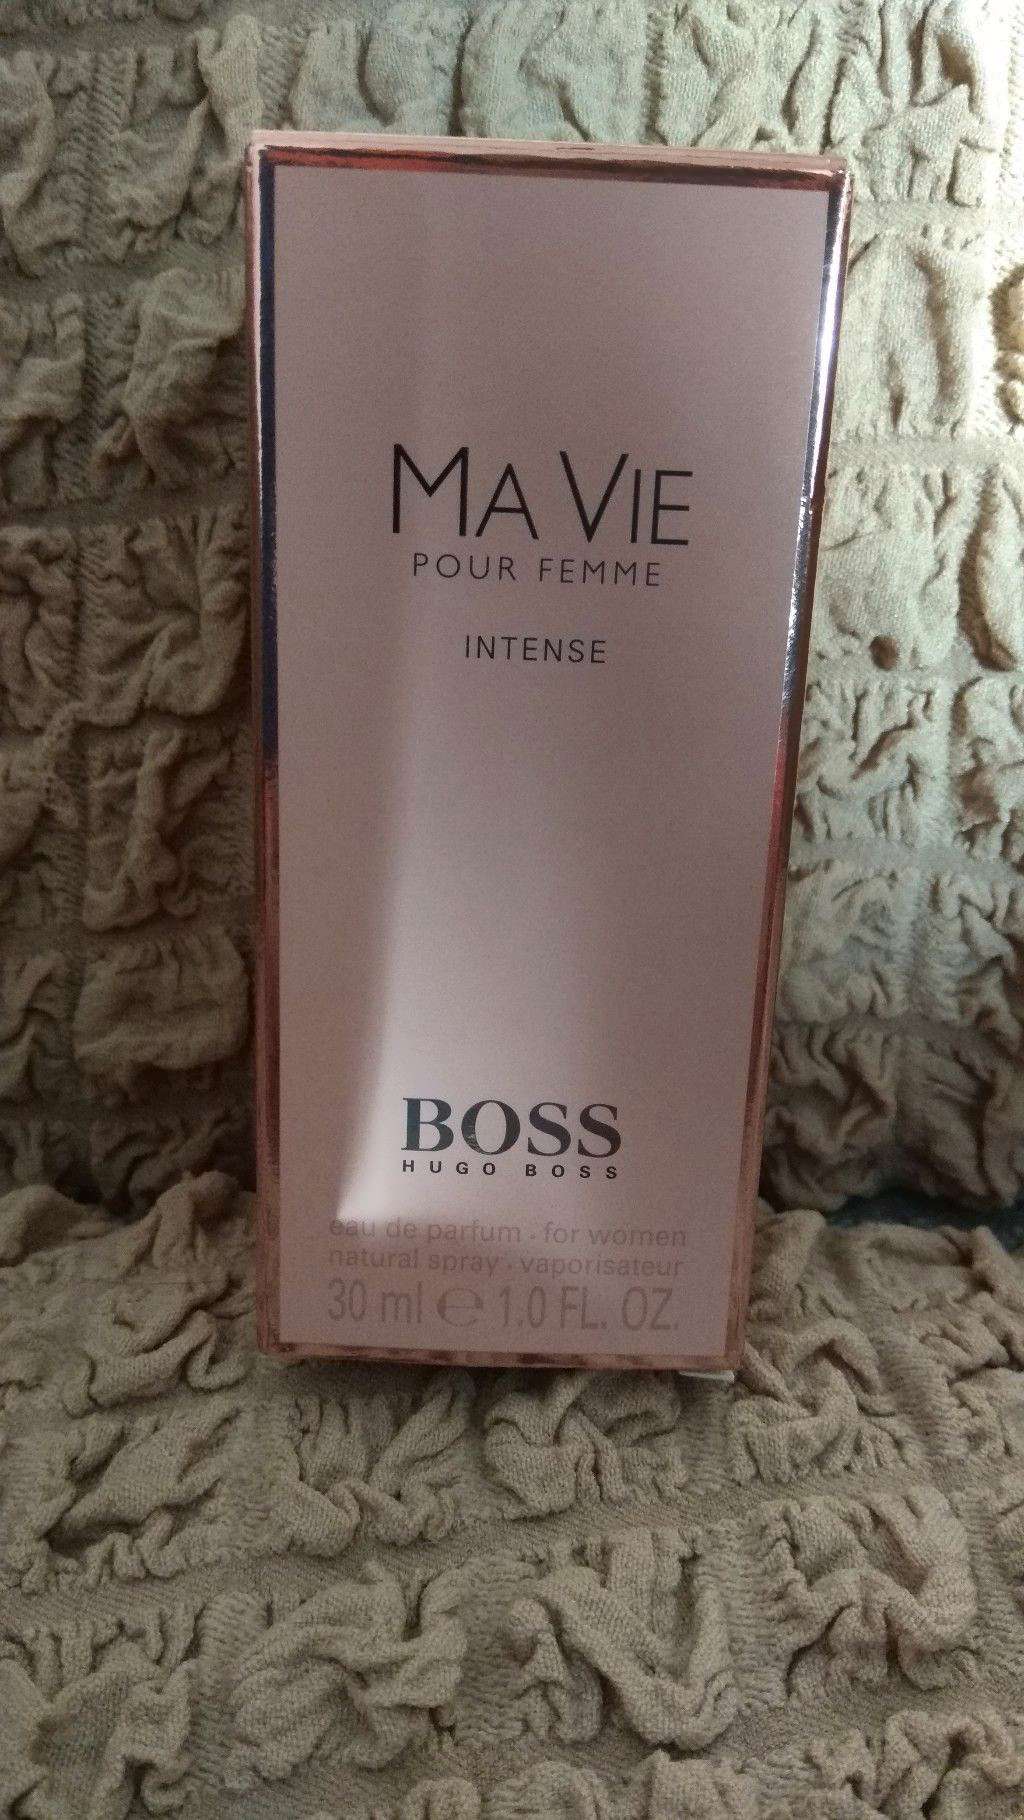 MA VIE
POUR FEMME
INTENSE
BOSS
HUGO BOSS
eau de parfum · for women
natural spray · vaporisateur
30 ml ℮ 1.0 FL. OZ.